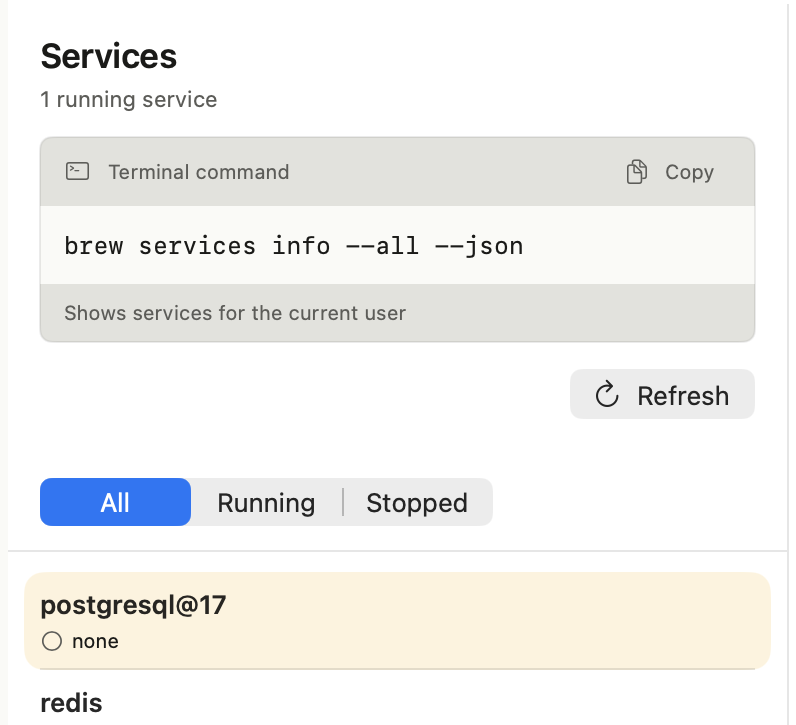 Services
1 running service
Terminal command
Copy
brew services info --all --json
Shows services for the current user
Refresh
All
Running
Stopped
postgresql@17
none
redis